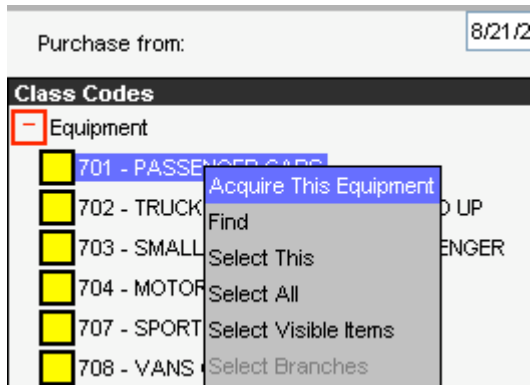 Purchase from:
8/21/2
Class Codes
Equipment
701 - PASSENGER CARS
Acquire This Equipment
702 - TRUCK
UP
Find
703 - SMALL
ENGER
Select This
704 - MOTOR
Select All
707 - SPORT
Select Visible Items
708 - VANS
Select Branches